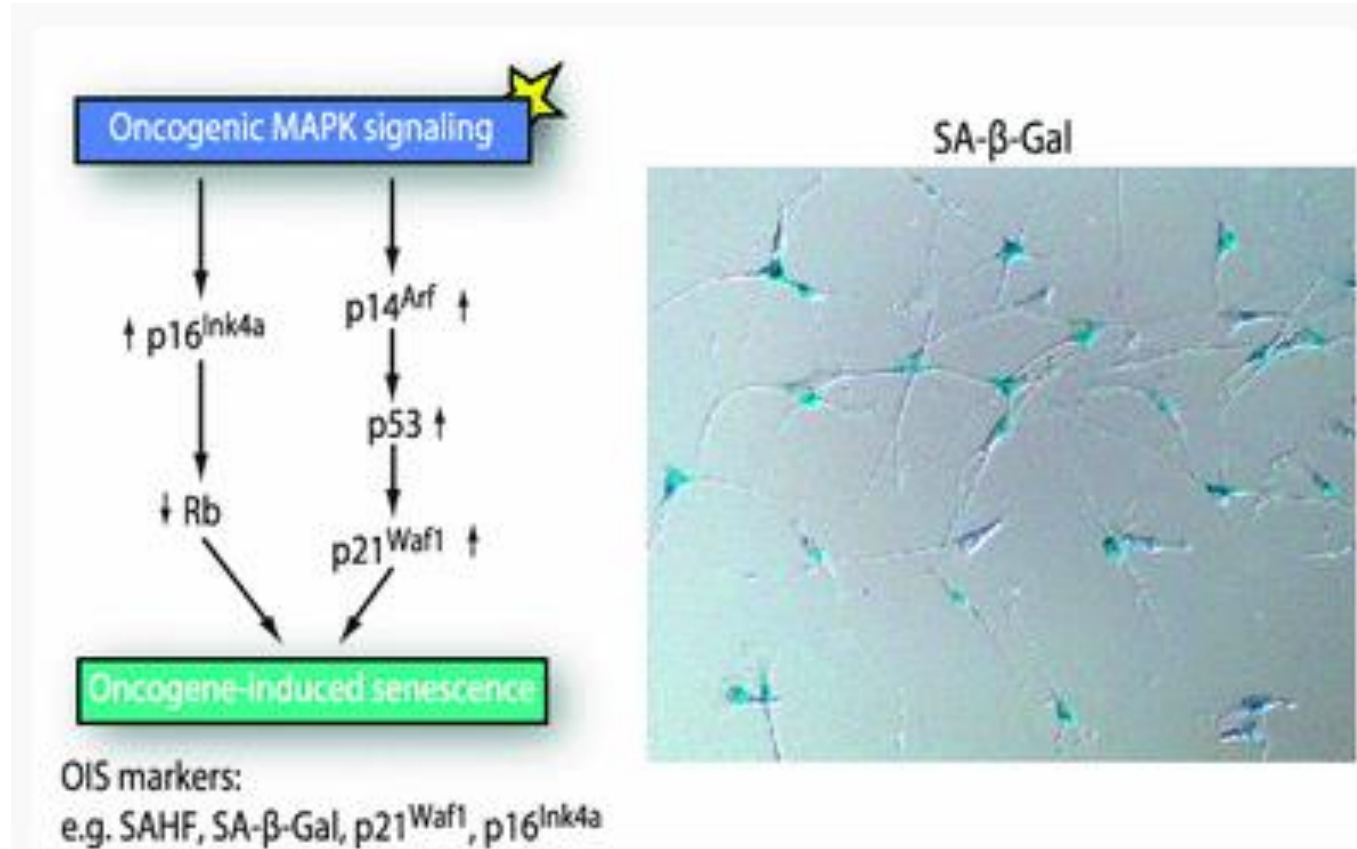 Oncogenic MAPK signaling
↑ p16Ink4a
↓ Rb
p14Arf ↑
p53 ↑
p21Waf1 ↑
Oncogene-induced senescence
OIS markers:
e.g. SAHF, SA-β-Gal, p21Waf1, p16Ink4a
SA-β-Gal